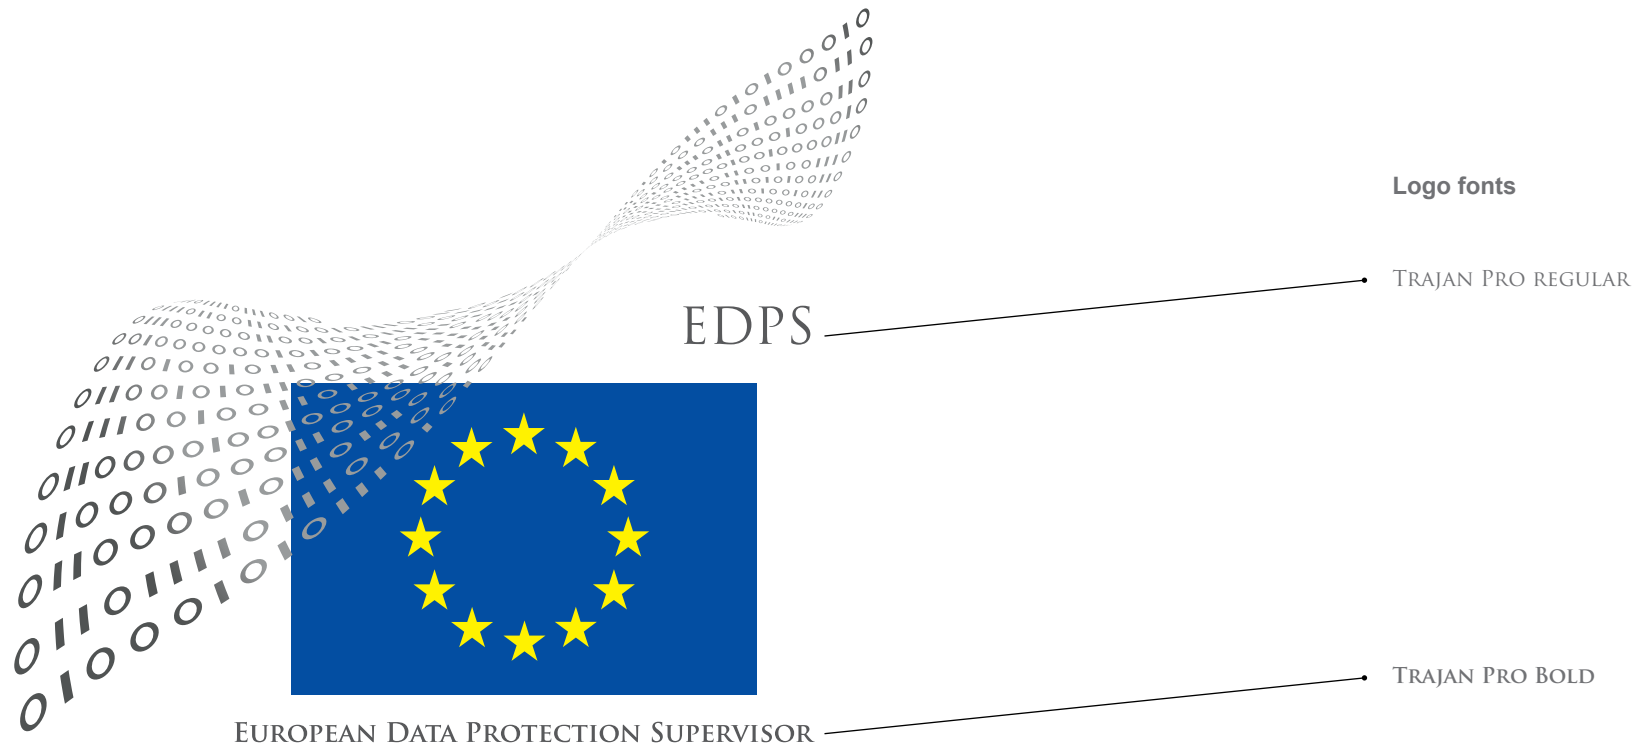 Logo fonts
Trajan Pro regular
EDPS
Trajan Pro Bold
European Data Protection Supervisor